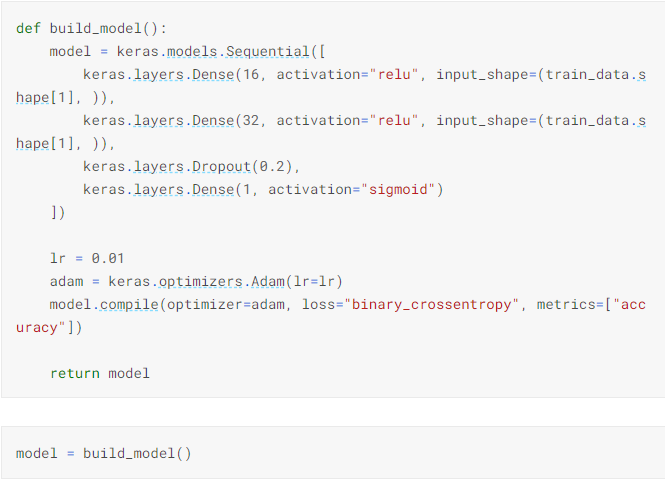 def build_model():
    model = keras.models.Sequential([
        keras.layers.Dense(16, activation="relu", input_shape=(train_data.s
hape[1], )),
        keras.layers.Dense(32, activation="relu", input_shape=(train_data.s
hape[1], )),
        keras.layers.Dropout(0.2),
        keras.layers.Dense(1, activation="sigmoid")
    ])

    lr = 0.01
    adam = keras.optimizers.Adam(lr=lr)
    model.compile(optimizer=adam, loss="binary_crossentropy", metrics=["acc
uracy"])

    return model

model = build_model()